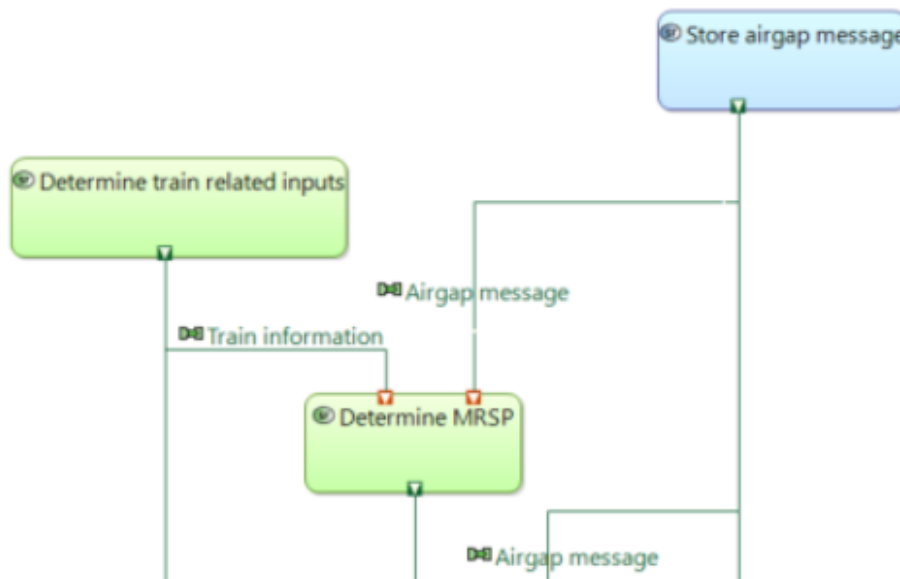 Store airgap message
Determine train related inputs
Airgap message
Train information
Determine MRSP
Airgap message